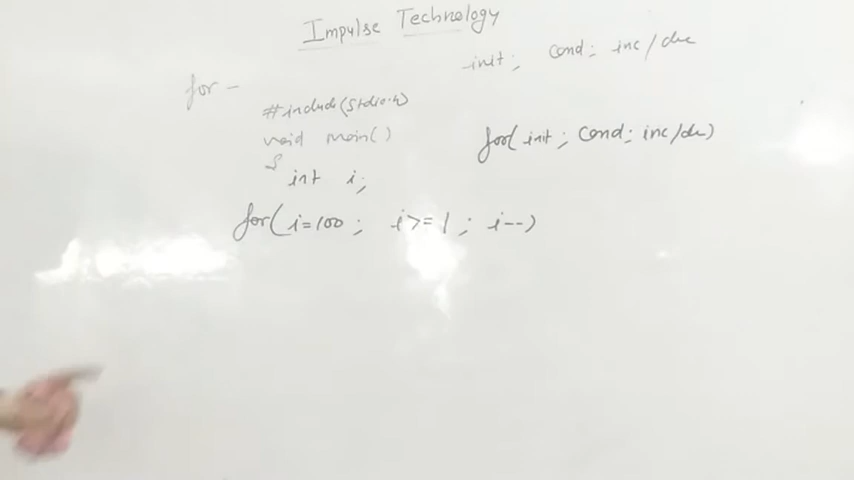 Impulse Technology
init; cond; inc/dec
for -
#include(stdio.h)
void main()
for( init; cond; inc/dec)
{
int i;
for(i=100; i>=1; i--)